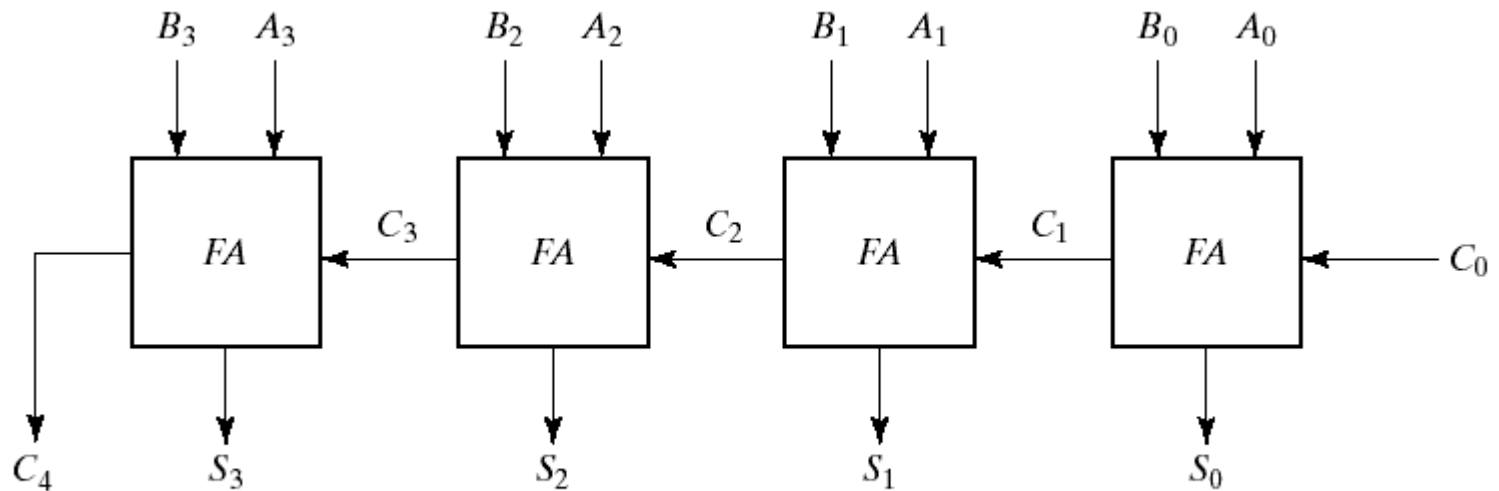 B₃ A₃ B₂ A₂ B₁ A₁ B₀ A₀
FA C₃ FA C₂ FA C₁ FA C₀
C₄ S₃ S₂ S₁ S₀